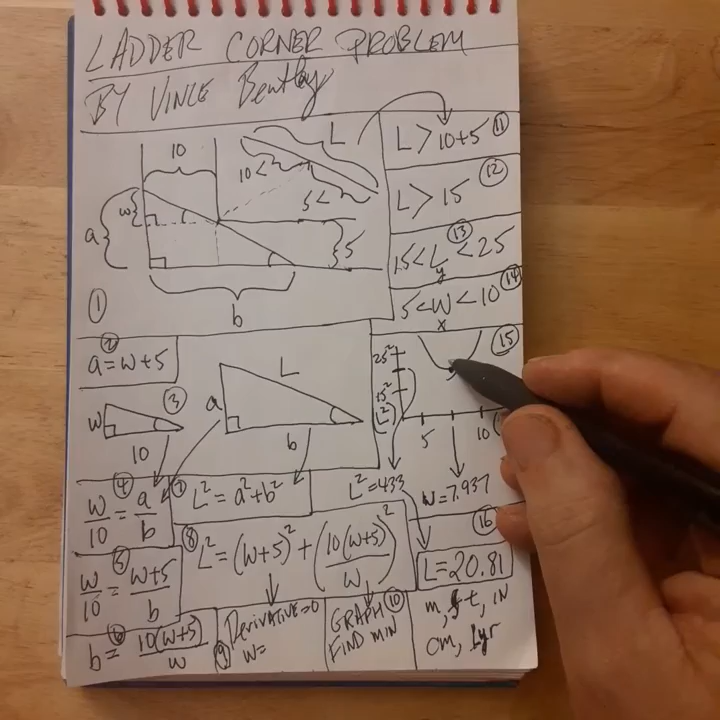 LADDER CORNER PROBLEM
BY VINCE Bentley
10
w
a
b
5
10 <
5 <
L
①
L > 10+5 ⑪
L > 15 ⑫
15 < L < 25 ⑬
y
5 < W < 10 ⑭
x
② a = w+5
③
w
10
L
a
b
⑮
25²
15²
L²
5
10
L²=433
w=7.937
④ w/10 = a/b
⑦ L² = a²+b²
⑤ w/10 = w+5/b
⑧ L² = (w+5)² + (10(w+5)/w)²
⑯
L=20.81
m, ft, in
cm, lyr
⑥ b = 10(w+5)/w
⑨ Derivative=0
w=
GRAPH ⑩
FIND MIN